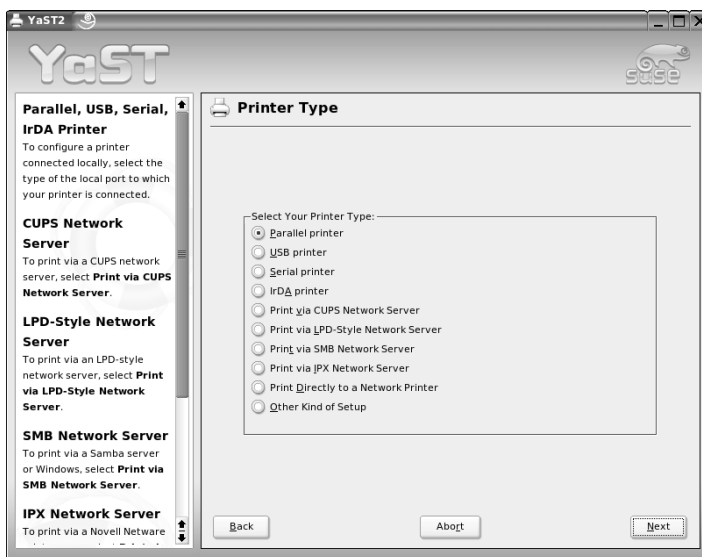 YaST2
YaST
suse
Parallel, USB, Serial,
IrDA Printer
To configure a printer
connected locally, select the
type of the local port to which
your printer is connected.
CUPS Network
Server
To print via a CUPS network
server, select Print via CUPS
Network Server.
LPD-Style Network
Server
To print via an LPD-style
network server, select Print
via LPD-Style Network
Server.
SMB Network Server
To print via a Samba server
or Windows, select Print via
SMB Network Server.
IPX Network Server
To print via a Novell Netware
Printer Type
Select Your Printer Type:
Parallel printer
USB printer
Serial printer
IrDA printer
Print via CUPS Network Server
Print via LPD-Style Network Server
Print via SMB Network Server
Print via IPX Network Server
Print Directly to a Network Printer
Other Kind of Setup
Back
Abort
Next